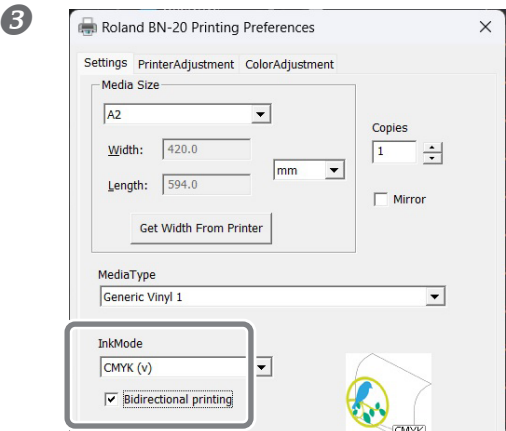 3
Roland BN-20 Printing Preferences
Settings PrinterAdjustment ColorAdjustment
Media Size
A2
Width: 420.0
Length: 594.0
mm
Get Width From Printer
Copies
1
Mirror
MediaType
Generic Vinyl 1
InkMode
CMYK (v)
Bidirectional printing
CMYK